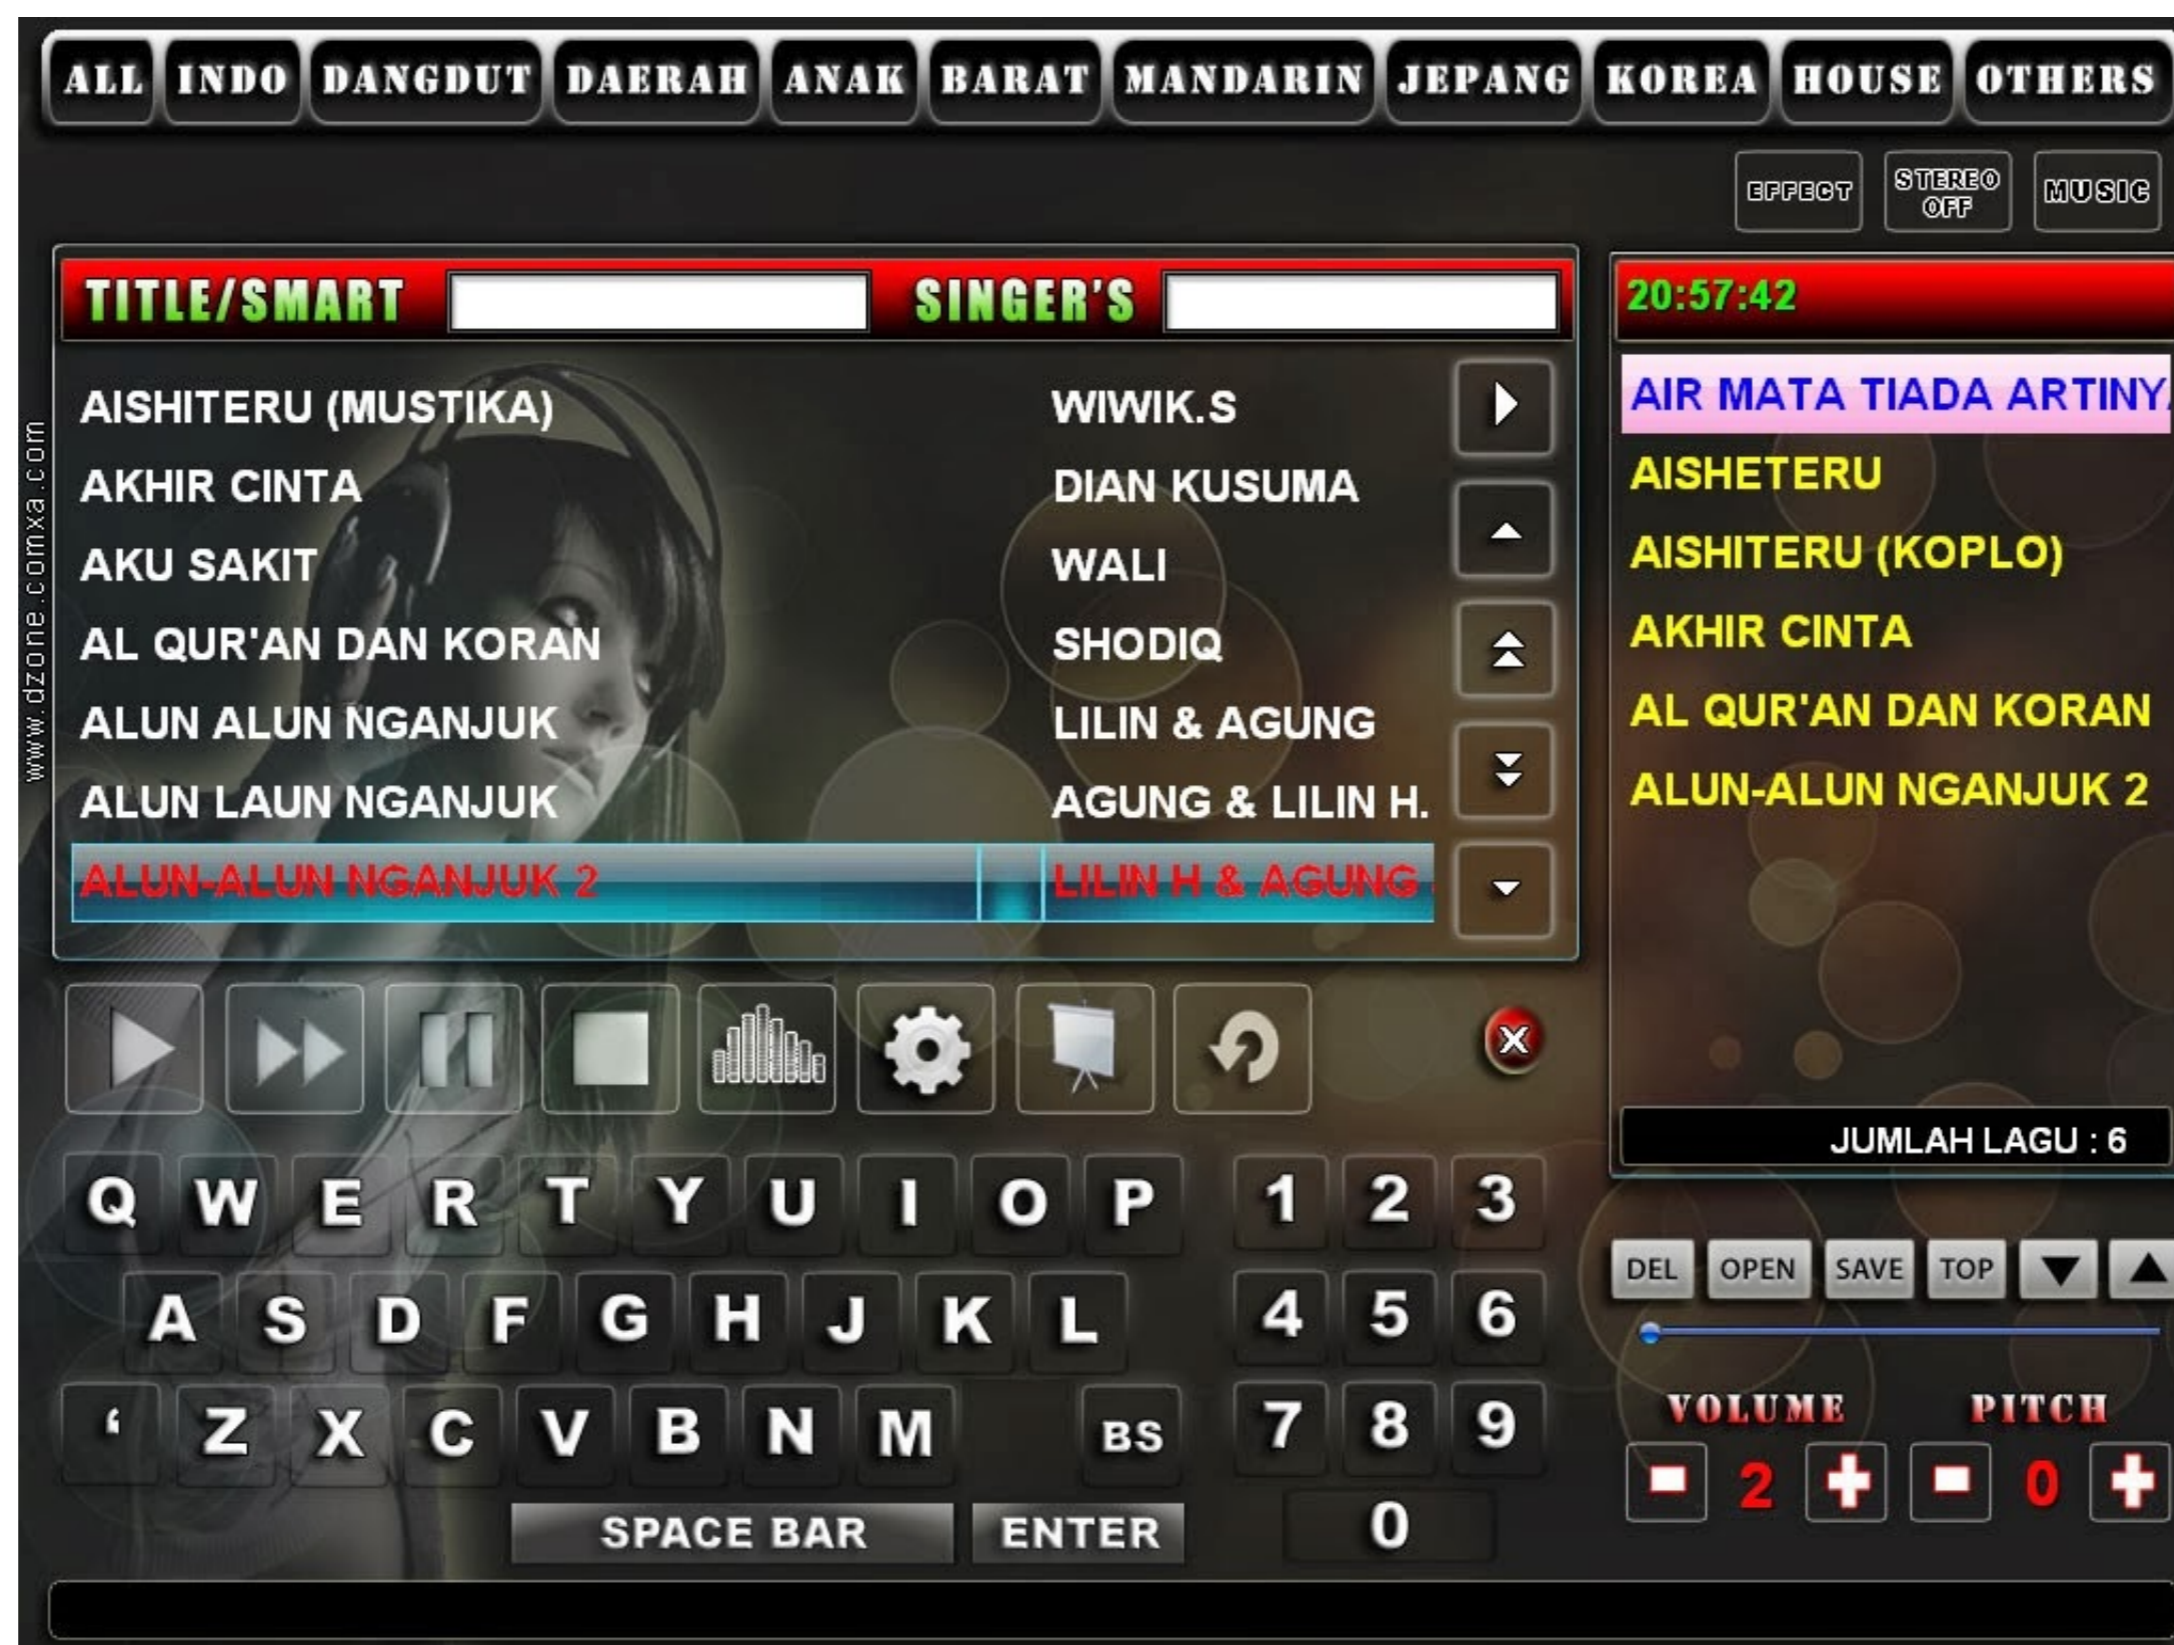 ALL INDO DANGDUT DAERAH ANAK BARAT MANDARIN JEPANG KOREA HOUSE OTHERS
EFFECT STEREO OFF MUSIC
TITLE/SMART SINGER'S
20:57:42
AISHITERU (MUSTIKA) WIWIK.S
AKHIR CINTA DIAN KUSUMA
AKU SAKIT WALI
AL QUR'AN DAN KORAN SHODIQ
ALUN ALUN NGANJUK LILIN & AGUNG
ALUN LAUN NGANJUK AGUNG & LILIN H.
ALUN-ALUN NGANJUK 2 LILIN H & AGUNG
AIR MATA TIADA ARTINY
AISHETERU
AISHITERU (KOPLO)
AKHIR CINTA
AL QUR'AN DAN KORAN
ALUN-ALUN NGANJUK 2
JUMLAH LAGU : 6
www.dzone.comxa.com
Q W E R T Y U I O P 1 2 3
A S D F G H J K L 4 5 6
‘ Z X C V B N M BS 7 8 9
SPACE BAR ENTER 0
DEL OPEN SAVE TOP
VOLUME PITCH
2 0